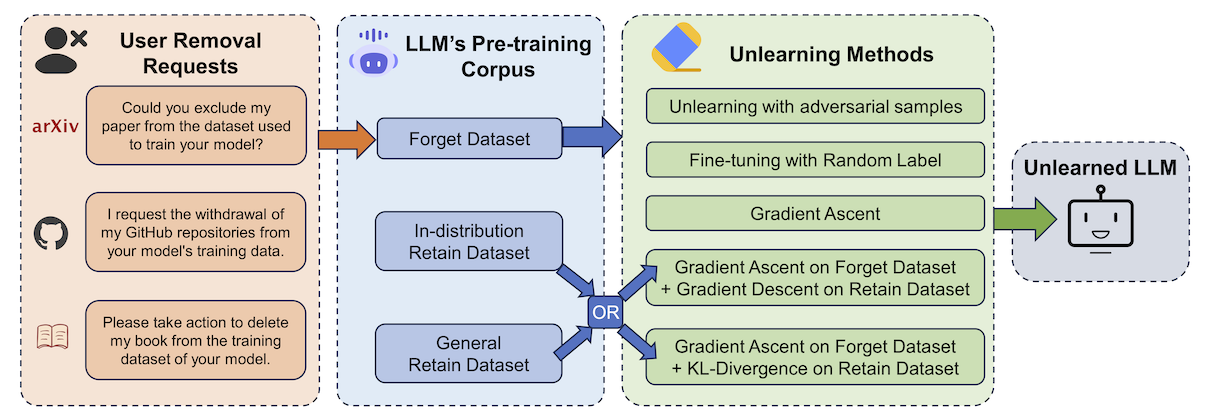 User Removal
Requests
arXiv
Could you exclude my
paper from the dataset used
to train your model?
I request the withdrawal of
my GitHub repositories from
your model's training data.
Please take action to delete
my book from the training
dataset of your model.
LLM’s Pre-training
Corpus
Forget Dataset
In-distribution
Retain Dataset
General
Retain Dataset
OR
Unlearning Methods
Unlearning with adversarial samples
Fine-tuning with Random Label
Gradient Ascent
Gradient Ascent on Forget Dataset
+ Gradient Descent on Retain Dataset
Gradient Ascent on Forget Dataset
+ KL-Divergence on Retain Dataset
Unlearned LLM